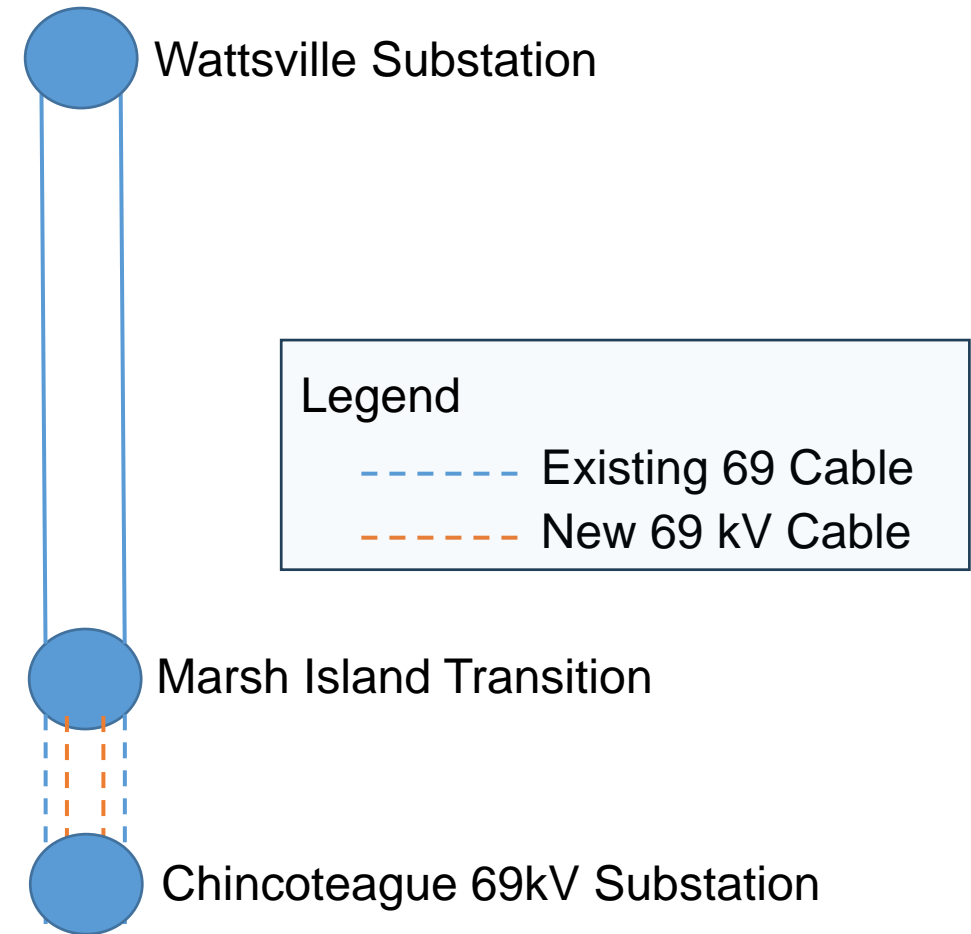 Wattsville Substation
Legend
Existing 69 Cable
New 69 kV Cable
Marsh Island Transition
Chincoteague 69kV Substation